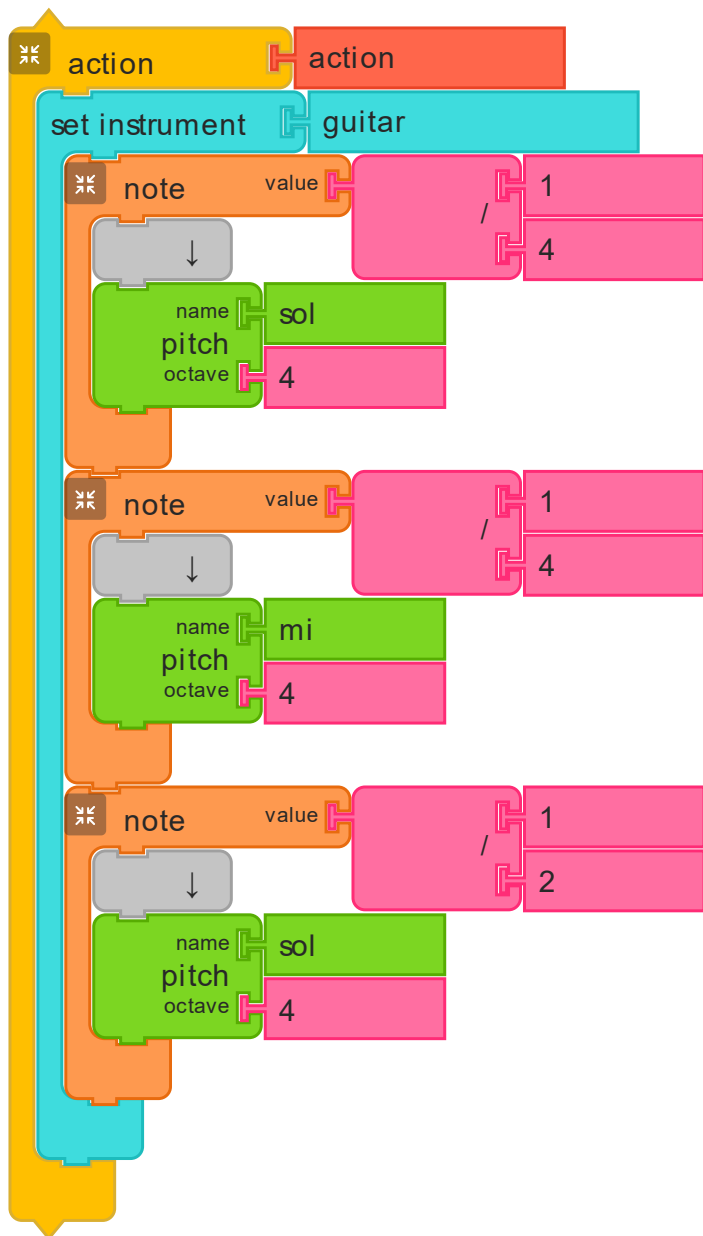 action action
set instrument guitar
note value / 1
4
↓
name sol
pitch
octave 4
note value / 1
4
↓
name mi
pitch
octave 4
note value / 1
2
↓
name sol
pitch
octave 4